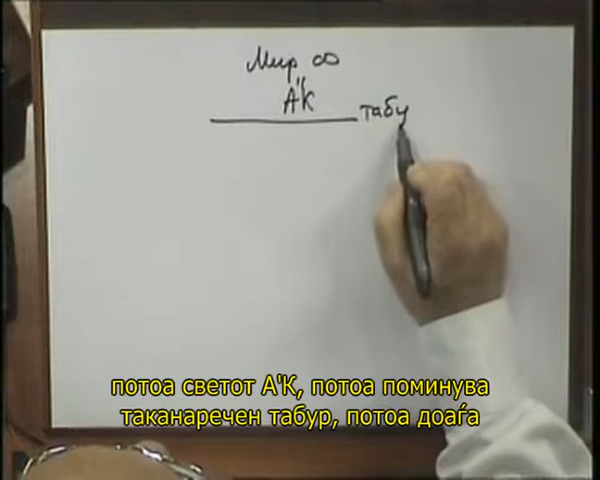 Мир ∞
А"К
табу
потоа светот А'К, потоа поминува
таканаречен табур, потоа доаѓа